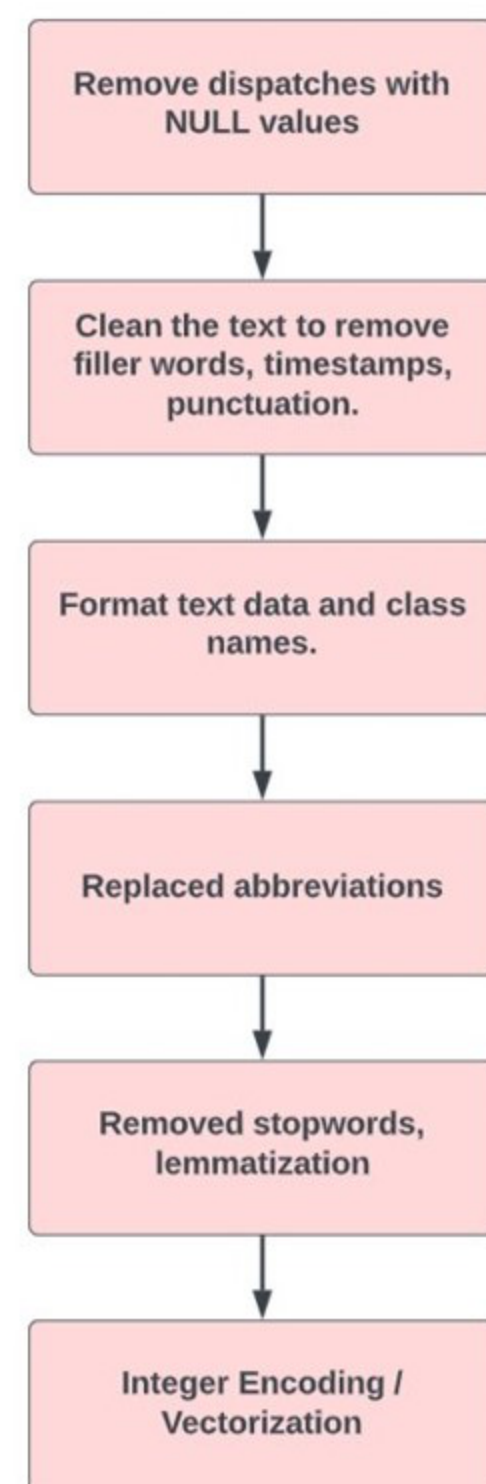 Remove dispatches with
NULL values
Clean the text to remove
filler words, timestamps,
punctuation.
Format text data and class
names.
Replaced abbreviations
Removed stopwords,
lemmatization
Integer Encoding /
Vectorization